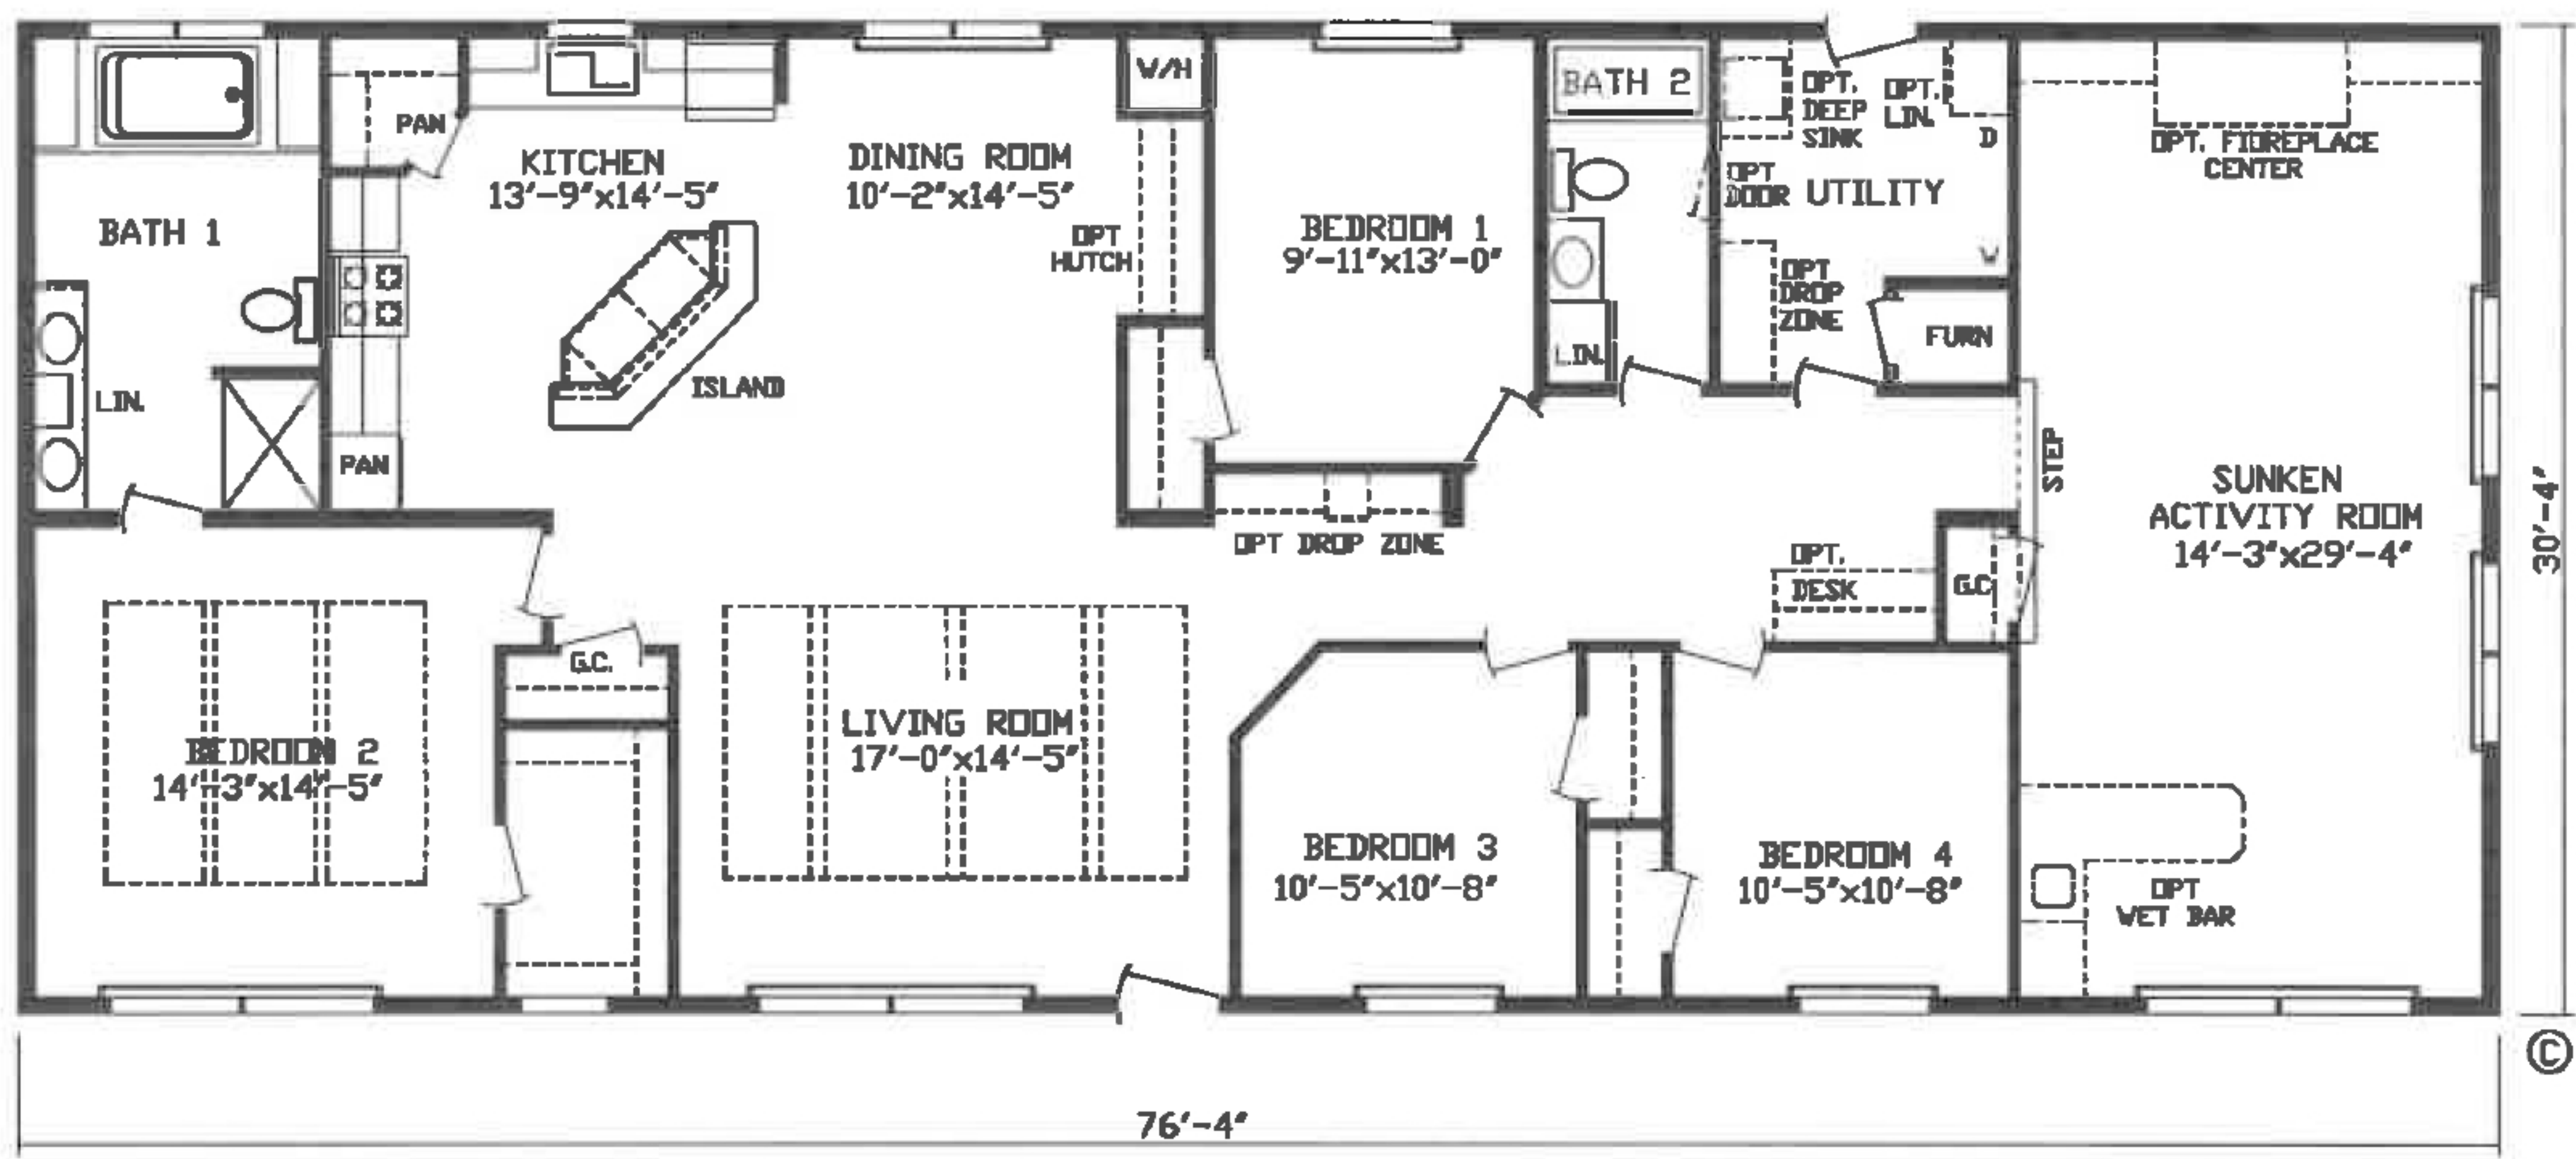 W/H
BATH 2
OPT.
DEEP
SINK
OPT.
LIN.
D
OPT. FIOREPLACE
CENTER
PAN
KITCHEN
13'-9"x14'-5"
DINING ROOM
10'-2"x14'-5"
OPT
DOOR
UTILITY
BATH 1
OPT
HUTCH
BEDROOM 1
9'-11"x13'-0"
W
OPT
DROP
ZONE
FURN
LIN.
ISLAND
LIN.
PAN
STEP
SUNKEN
ACTIVITY ROOM
14'-3"x29'-4"
30'-4"
OPT DROP ZONE
OPT.
DESK
G.C
G.C.
LIVING ROOM
17'-0"x14'-5"
BEDROOM 2
14'-3"x14'-5"
BEDROOM 3
10'-5"x10'-8"
BEDROOM 4
10'-5"x10'-8"
OPT
WET BAR
©
76'-4"